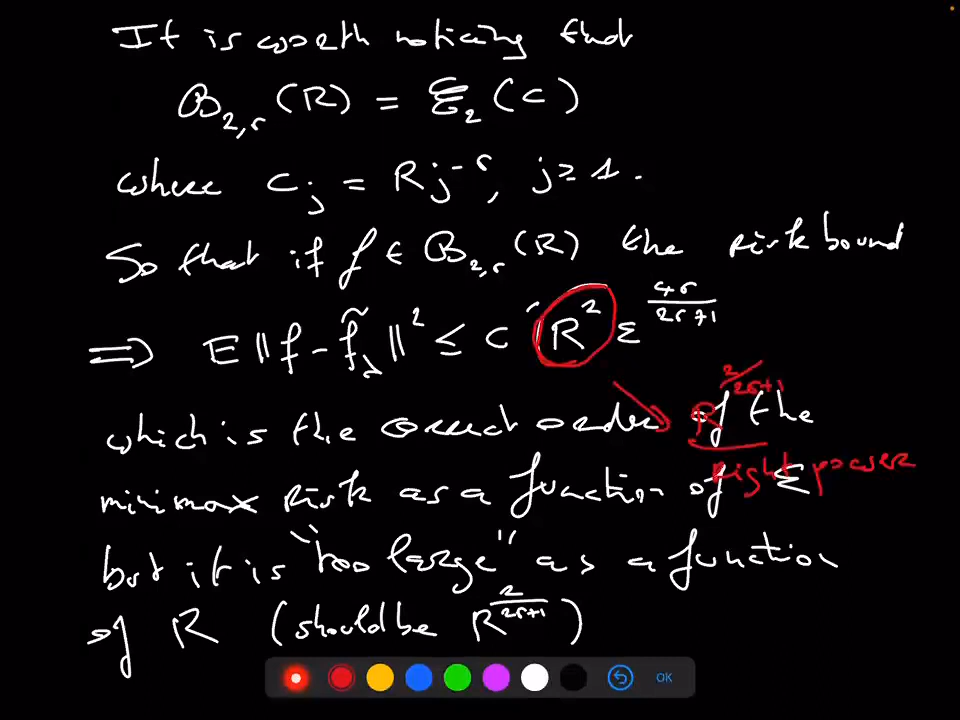 It is worth noticing that
B_{2,r}(R) = E_2(C)
where C_j = R j^{-r}, j ≥ 1.
So that if f ∈ B_{2,r}(R) the risk bound
⟹ E‖f - f̃_λ‖² ≤ C R² ε^{4r/(2r+1)}
R^{2/(2r+1)}
which is the correct order of the
right power
minimax risk as a function of ε
but it is "too large" as a function
of R (should be R^{2/(2r+1)})
OK